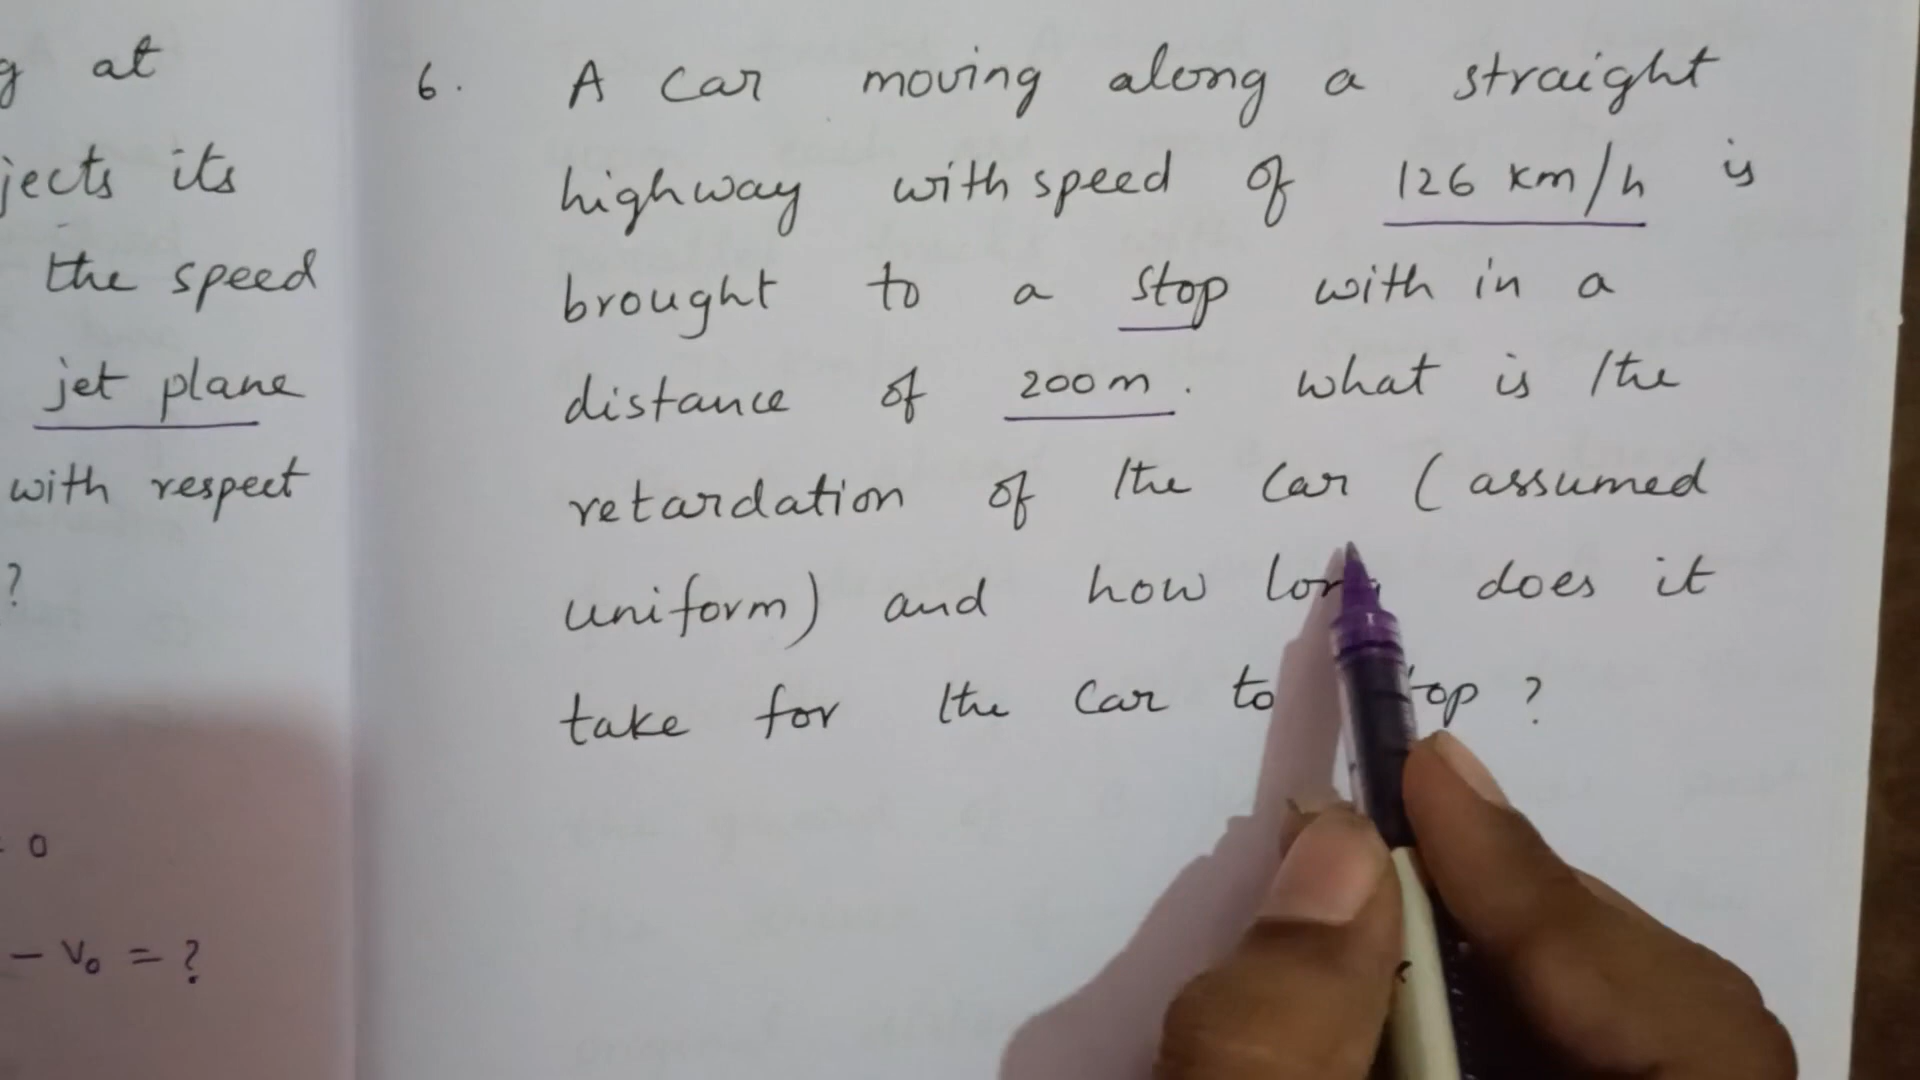 at
jects its
the speed
jet plane
with respect
?
0
- V₀ = ?
6. A car moving along a straight
highway with speed of 126 km/h is
brought to a stop with in a
distance of 200m. what is the
retardation of the car (assumed
uniform) and how does it
take for the car to ?